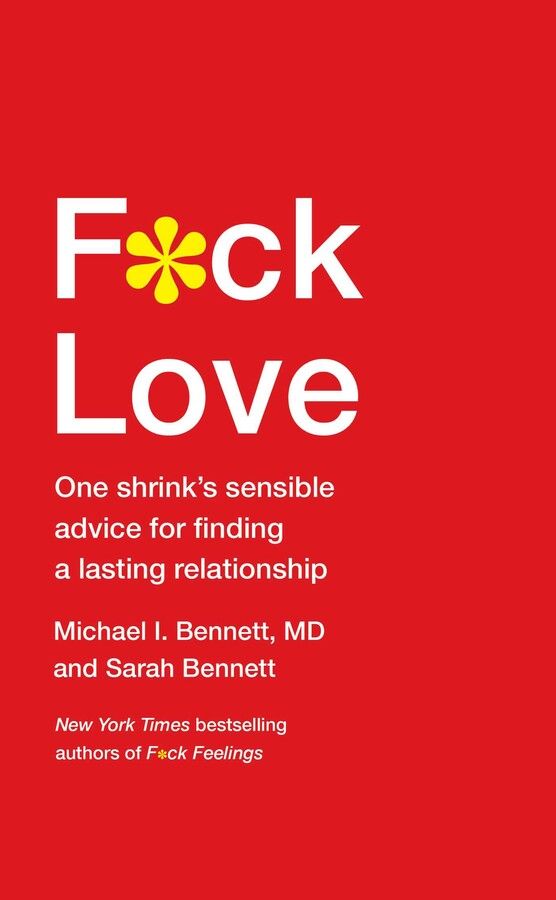 F*ck
Love
One shrink's sensible
advice for finding
a lasting relationship
Michael I. Bennett, MD
and Sarah Bennett
New York Times bestselling
authors of F*ck Feelings